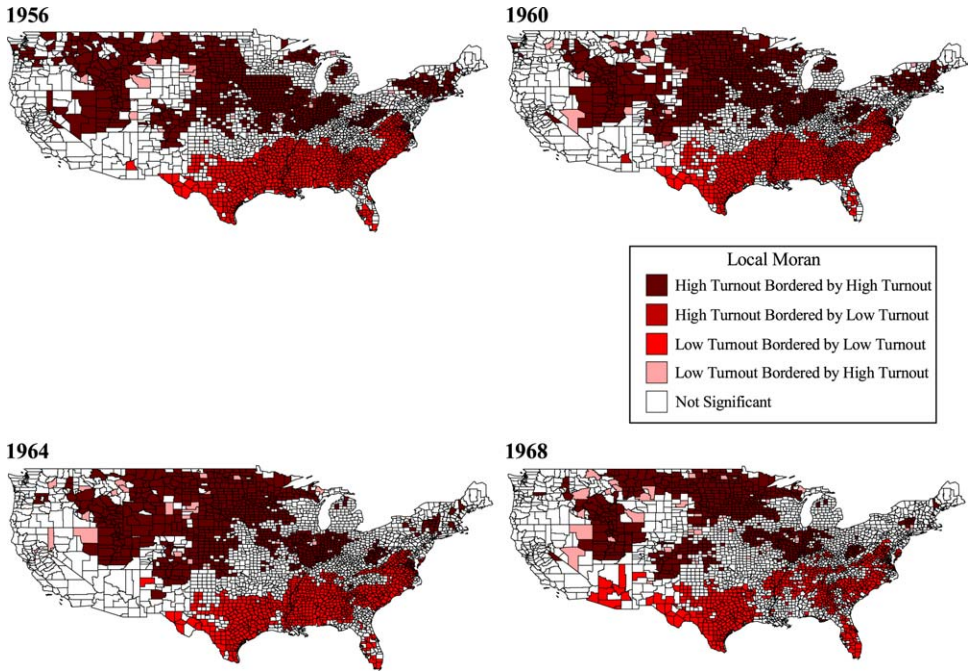 1956
1960
Local Moran
High Turnout Bordered by High Turnout
High Turnout Bordered by Low Turnout
Low Turnout Bordered by Low Turnout
Low Turnout Bordered by High Turnout
Not Significant
1964
1968